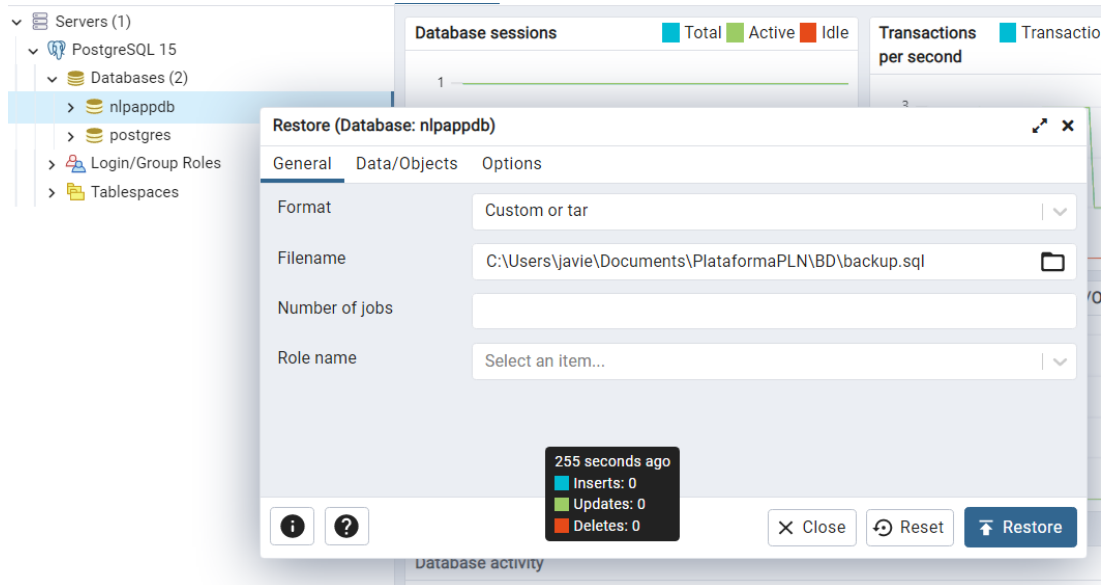 Servers (1)
PostgreSQL 15
Databases (2)
nlpappdb
postgres
Login/Group Roles
Tablespaces
Database sessions
Total Active Idle
1
Transactions
per second
Transactio
3
Restore (Database: nlpappdb)
General Data/Objects Options
Format
Custom or tar
Filename
C:\Users\javie\Documents\PlataformaPLN\BD\backup.sql
Number of jobs
Role name
Select an item...
255 seconds ago
Inserts: 0
Updates: 0
Deletes: 0
Close Reset Restore
Database activity